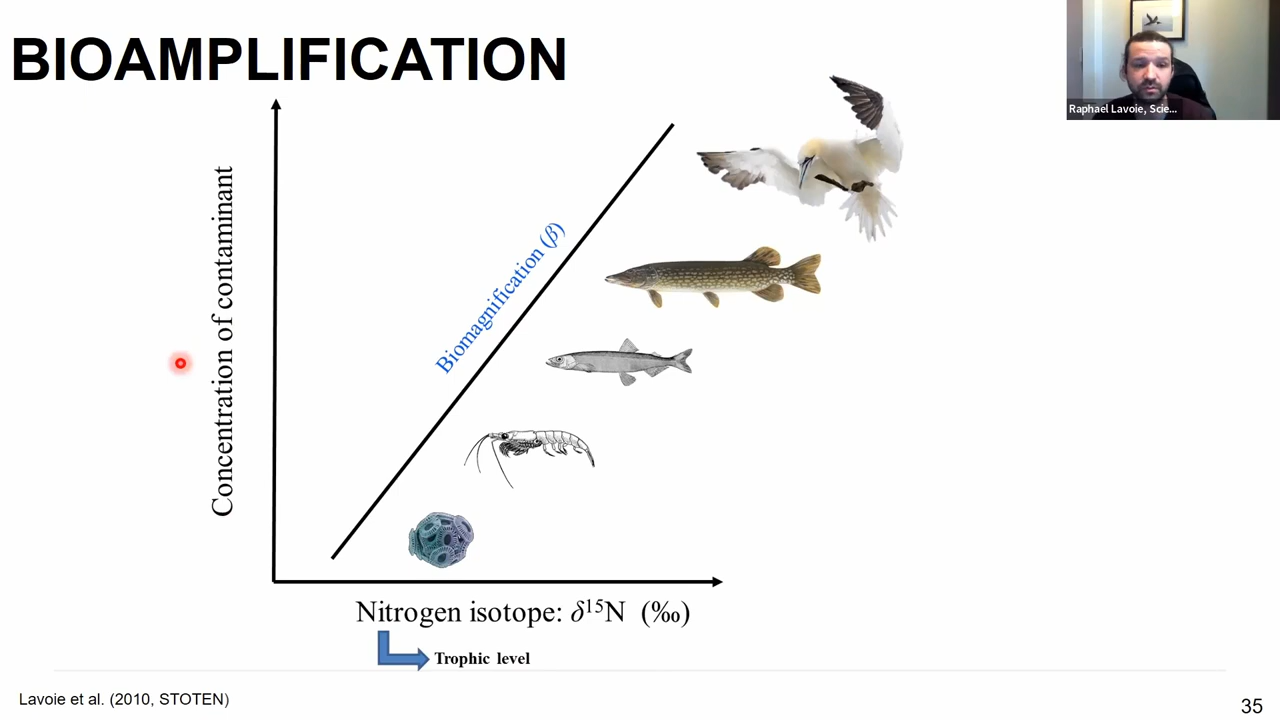 BIOAMPLIFICATION
Raphael Lavoie, Scie...
Concentration of contaminant
Biomagnification (β)
Nitrogen isotope: δ¹⁵N (‰)
Trophic level
Lavoie et al. (2010, STOTEN)
35